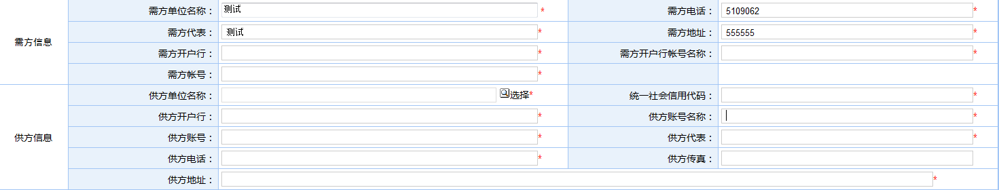 需方单位名称： 测试 * 需方电话： 5109062 *
需方代表： 测试 * 需方地址： 555555 *
需方信息
需方开户行： * 需方开户行帐号名称： *
需方帐号： *
供方单位名称： 选择* 统一社会信用代码： *
供方开户行： * 供方账号名称： *
供方信息
供方账号： * 供方代表： *
供方电话： * 供方传真：
供方地址： *